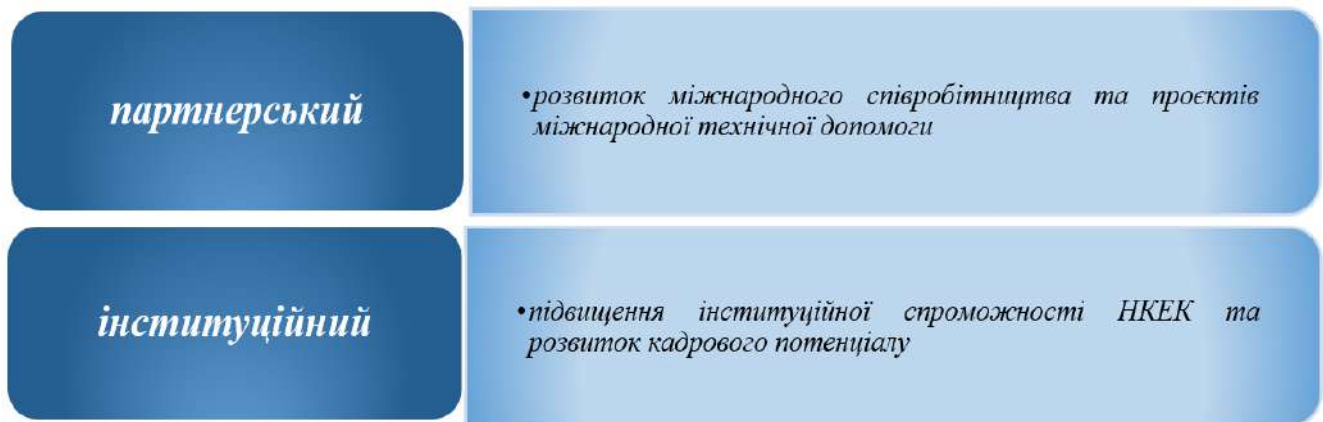 партнерський
•розвиток міжнародного співробітництва та проєктів
міжнародної технічної допомоги
інституційний
•підвищення інституційної спроможності НКЕК та
розвиток кадрового потенціалу